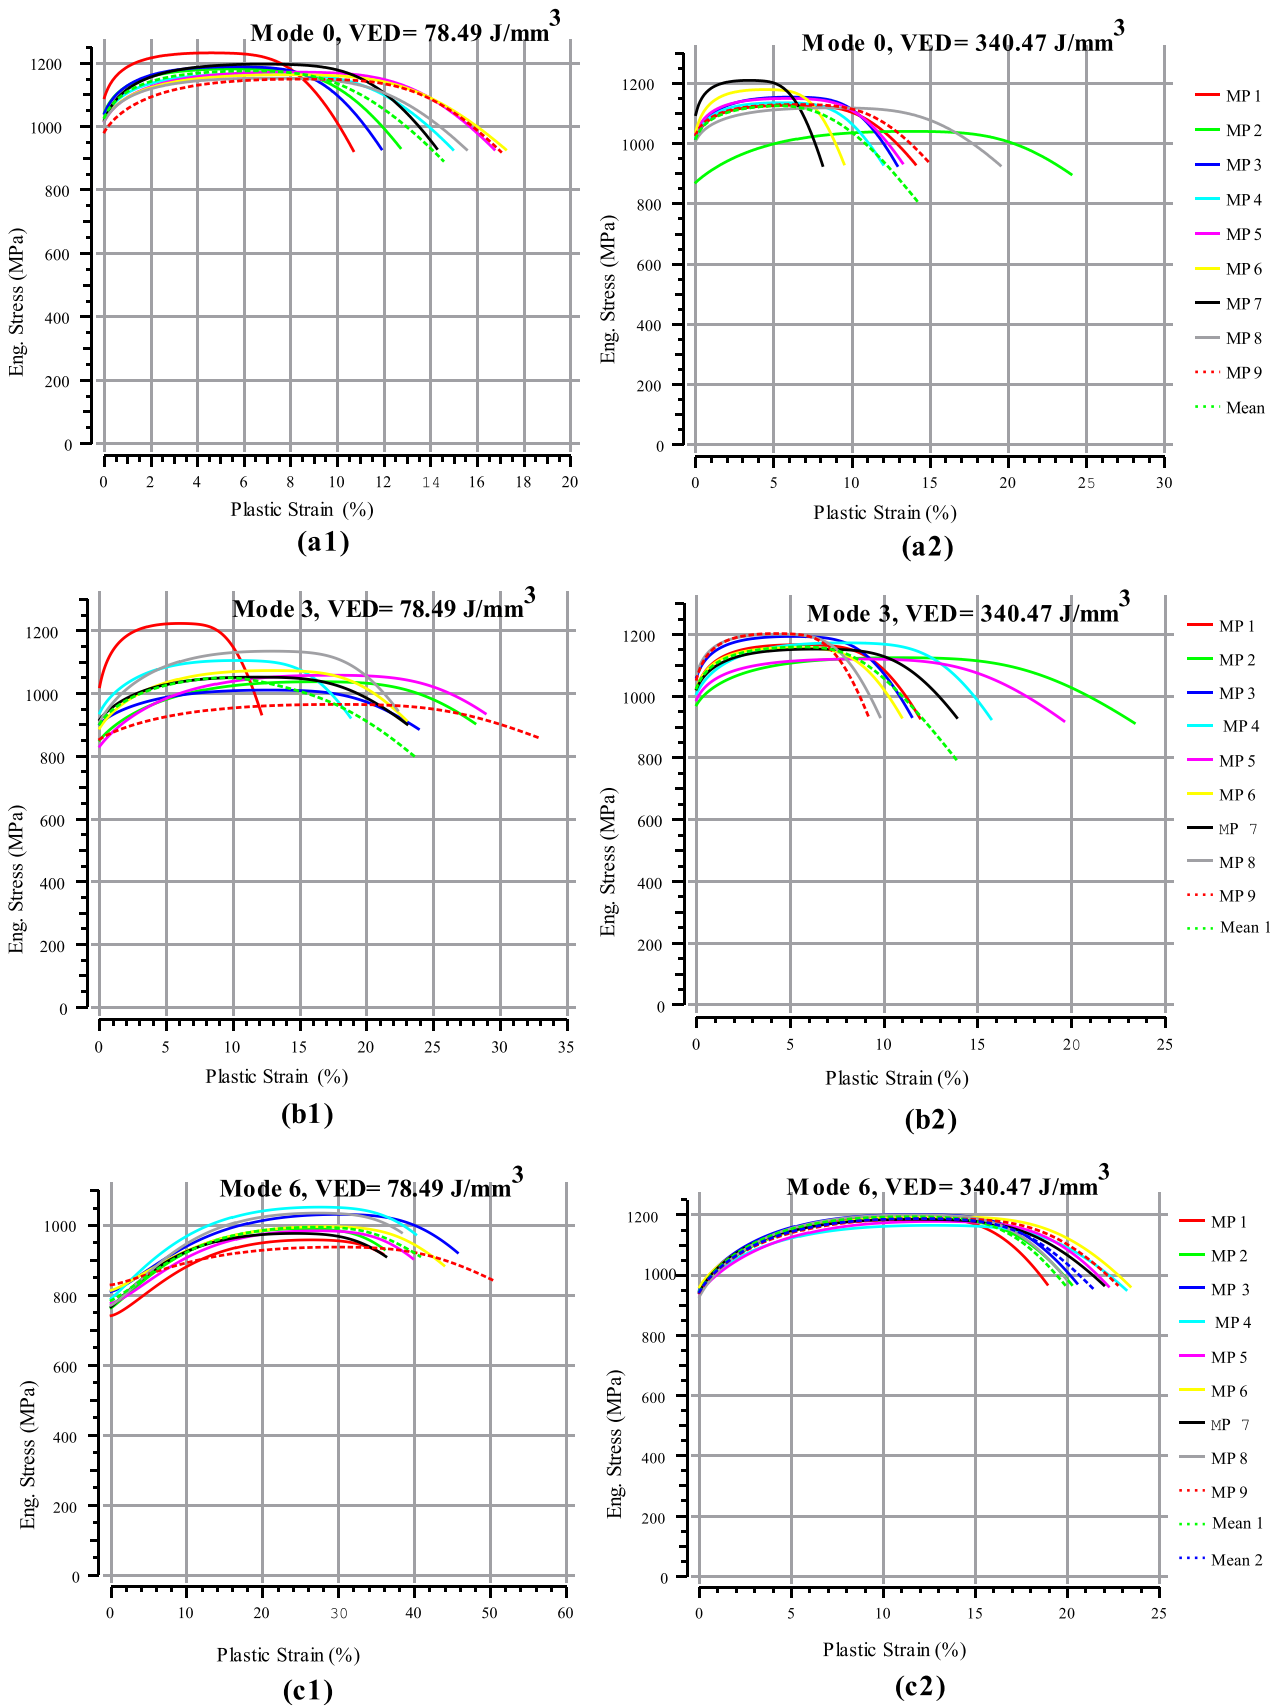 Mode 0, VED= 78.49 J/mm3
Eng. Stress (MPa)
1200
1000
800
600
400
200
0
0 2 4 6 8 10 12 14 16 18 20
Plastic Strain (%)
(a1)
Mode 0, VED= 340.47 J/mm3
Eng. Stress (MPa)
1200
1000
800
600
400
200
0
0 5 10 15 20 25 30
Plastic Strain (%)
(a2)
MP 1
MP 2
MP 3
MP 4
MP 5
MP 6
MP 7
MP 8
MP 9
Mean
Mode 3, VED= 78.49 J/mm3
Eng. Stress (MPa)
1200
1000
800
600
400
200
0
0 5 10 15 20 25 30 35
Plastic Strain (%)
(b1)
Mode 3, VED= 340.47 J/mm3
Eng. Stress (MPa)
1200
1000
800
600
400
200
0
0 5 10 15 20 25
Plastic Strain (%)
(b2)
MP 1
MP 2
MP 3
MP 4
MP 5
MP 6
MP 7
MP 8
MP 9
Mean 1
Mode 6, VED= 78.49 J/mm3
Eng. Stress (MPa)
1000
800
600
400
200
0
0 10 20 30 40 50 60
Plastic Strain (%)
(c1)
Mode 6, VED= 340.47 J/mm3
Eng. Stress (MPa)
1200
1000
800
600
400
200
0
0 5 10 15 20 25
Plastic Strain (%)
(c2)
MP 1
MP 2
MP 3
MP 4
MP 5
MP 6
MP 7
MP 8
MP 9
Mean 1
Mean 2